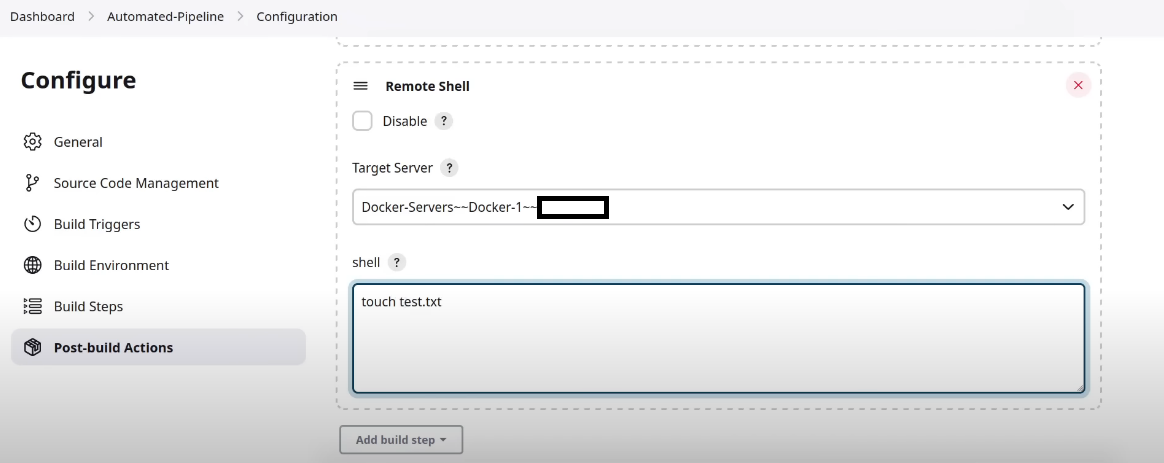 Dashboard > Automated-Pipeline > Configuration
Configure
General
Source Code Management
Build Triggers
Build Environment
Build Steps
Post-build Actions
Remote Shell
Disable ?
Target Server ?
Docker-Servers~~Docker-1~~
shell ?
touch test.txt
Add build step